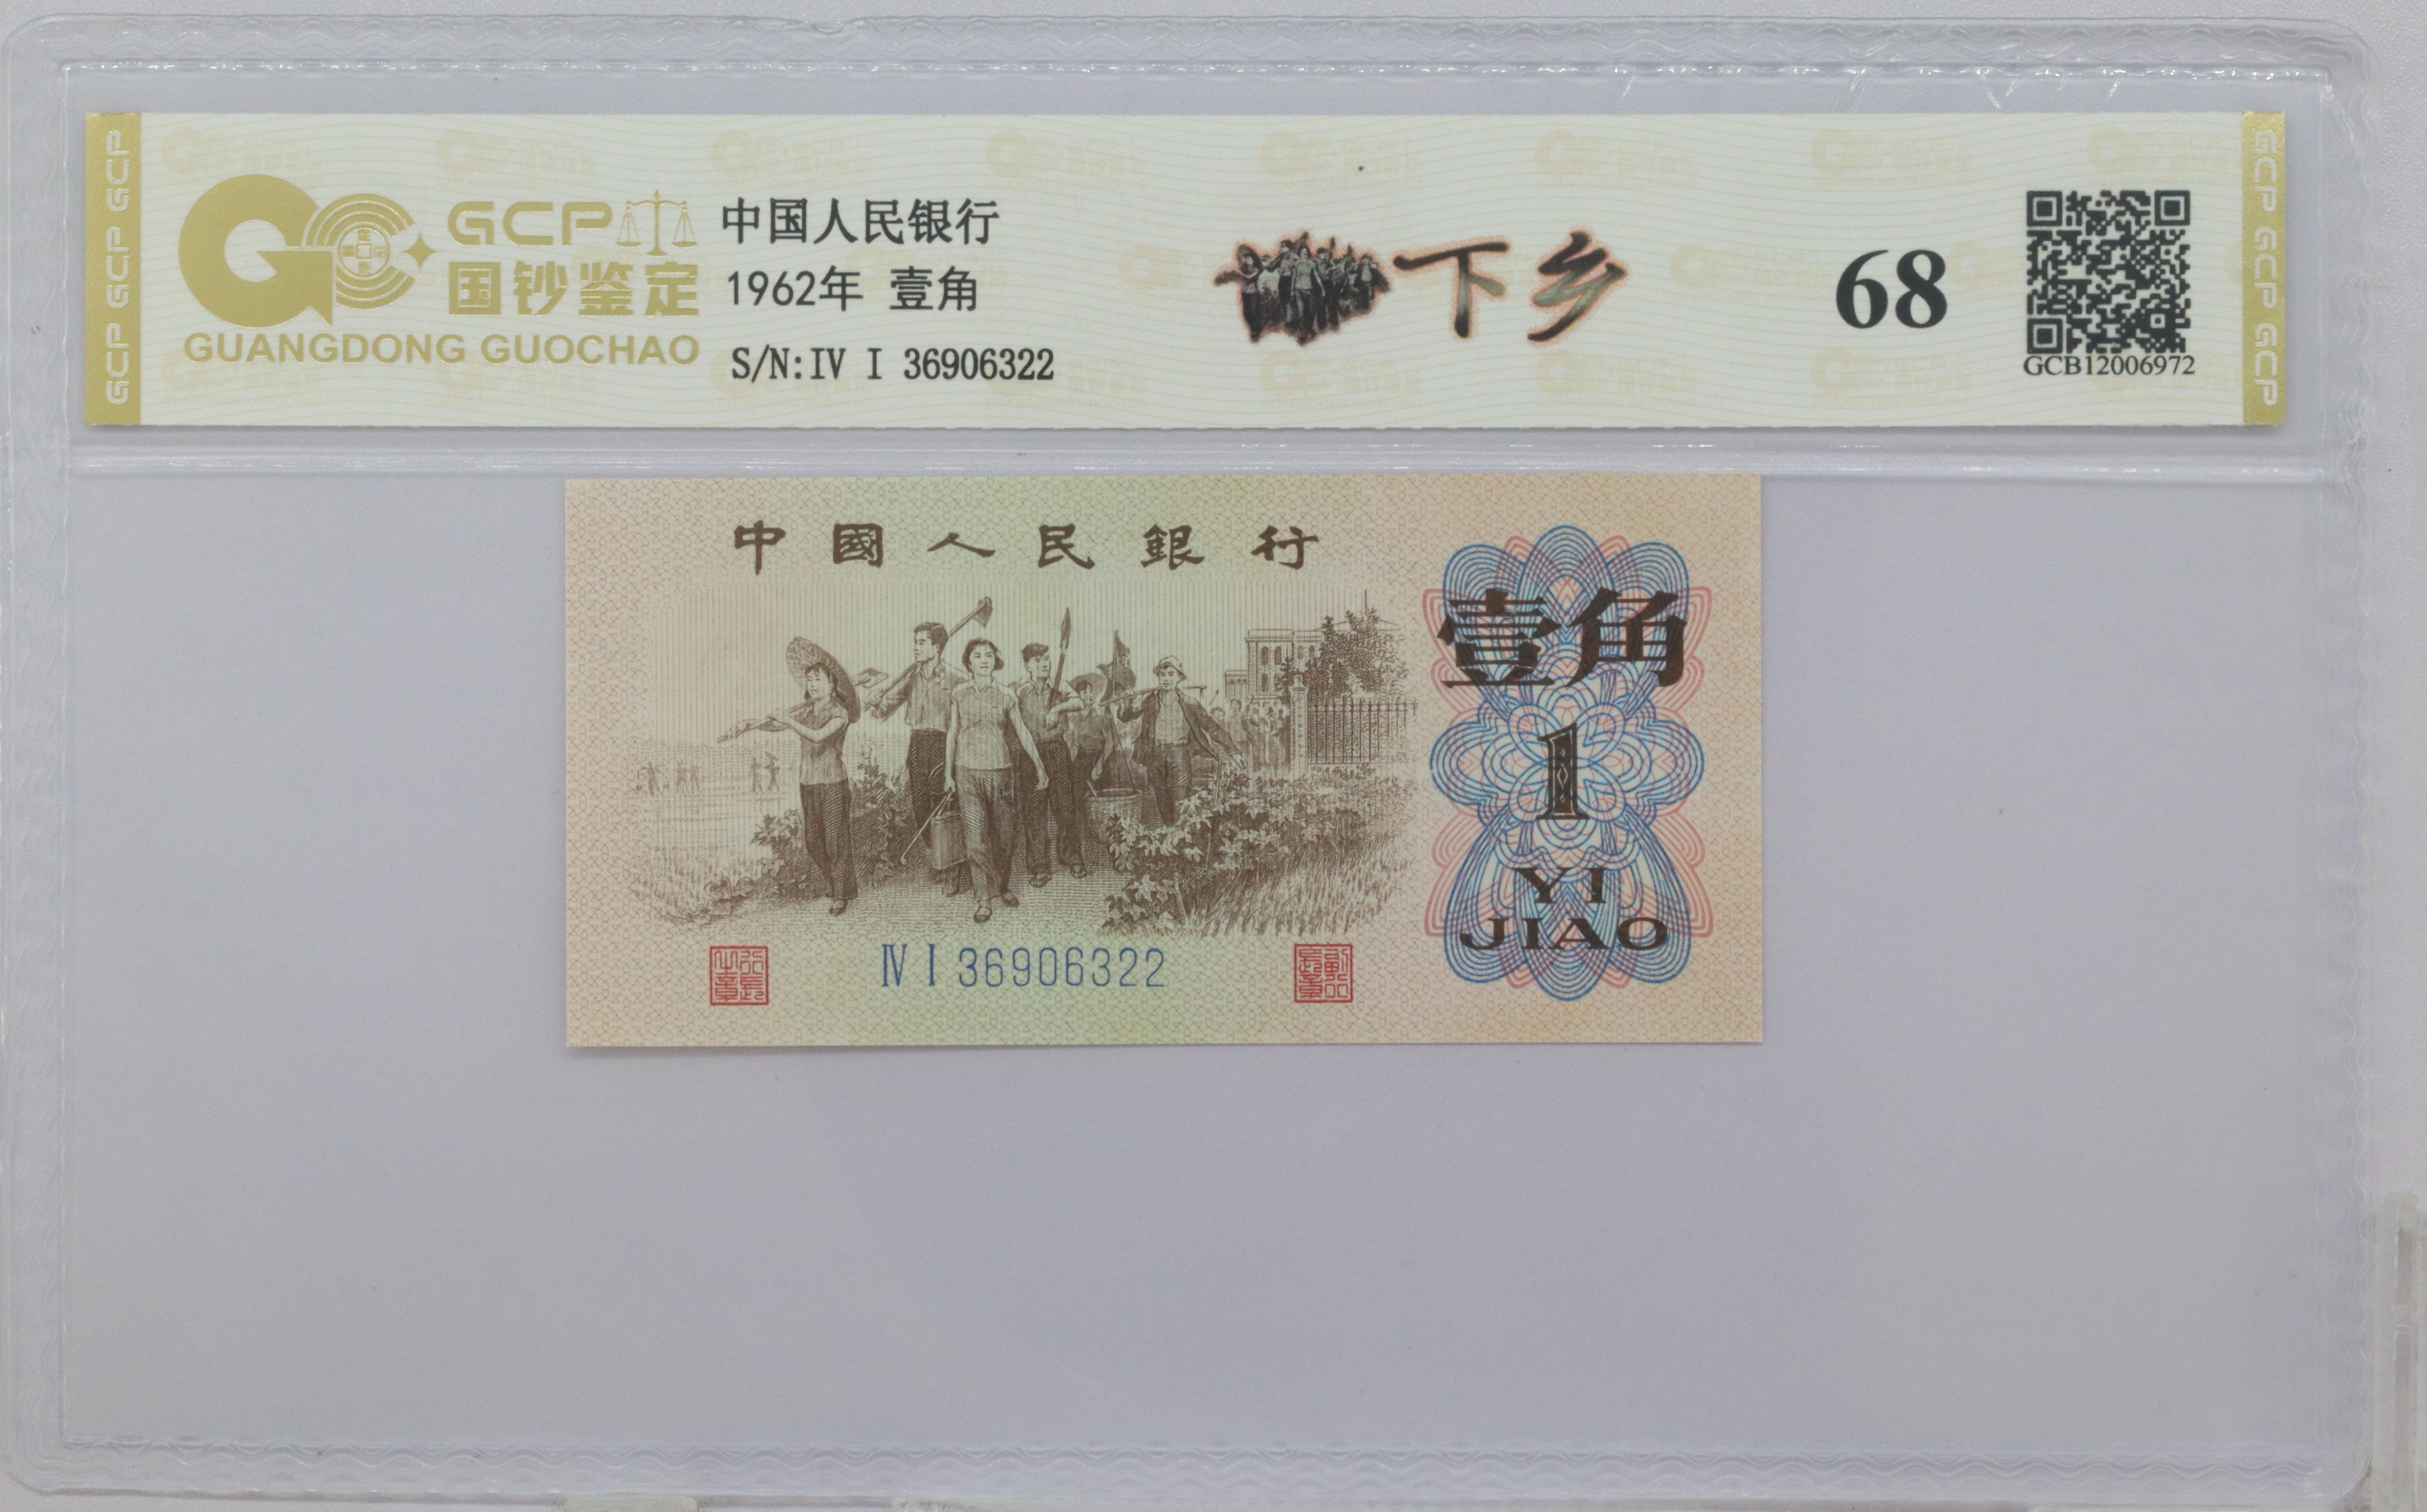 GCP GCP GCP
GCP
国钞鉴定
GUANGDONG GUOCHAO
中国人民银行
1962年 壹角
S/N:IV I 36906322
下乡
68
GCB12006972
GCP GCP GCP
中國人民銀行
壹角
1
YI
JIAO
Ⅳ Ⅰ 36906322